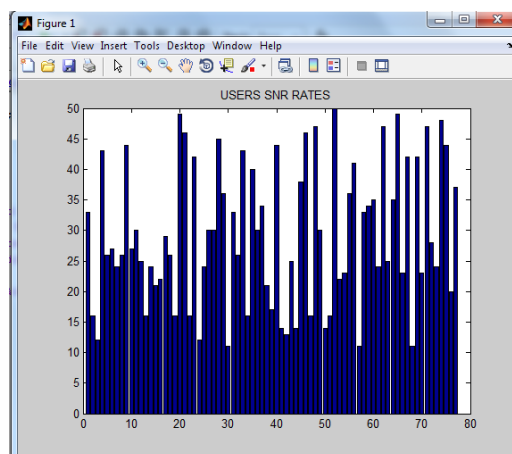 Figure 1
File Edit View Insert Tools Desktop Window Help
USERS SNR RATES
50
45
40
35
30
25
20
15
10
5
0
0 10 20 30 40 50 60 70 80